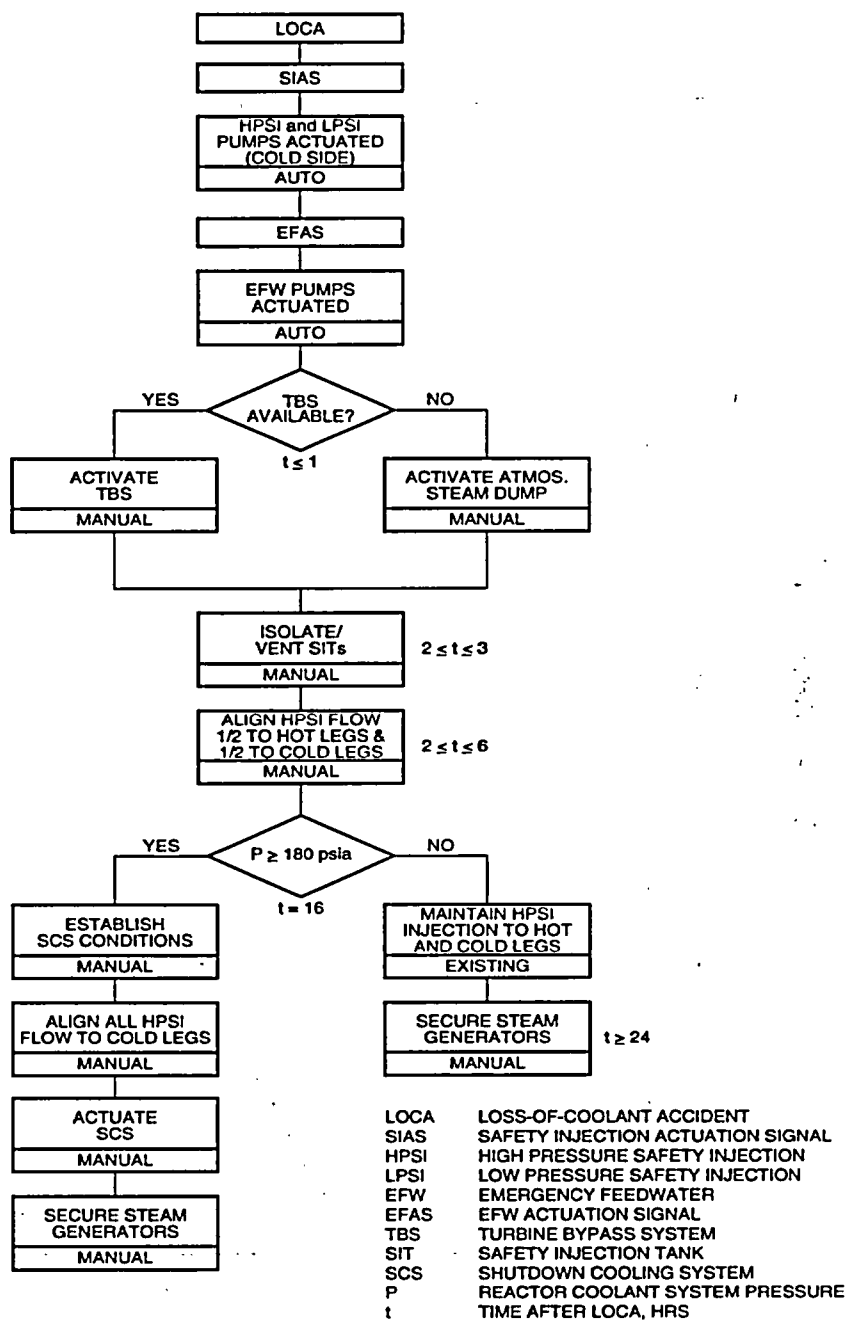 LOCA
SIAS
HPSI and LPSI
PUMPS ACTUATED
(COLD SIDE)
AUTO
EFAS
EFW PUMPS
ACTUATED
AUTO
YES
TBS
AVAILABLE?
NO
t ≤ 1
ACTIVATE
TBS
MANUAL
ACTIVATE ATMOS.
STEAM DUMP
MANUAL
ISOLATE/
VENT SITs
MANUAL
2 ≤ t ≤ 3
ALIGN HPSI FLOW
1/2 TO HOT LEGS &
1/2 TO COLD LEGS
MANUAL
2 ≤ t ≤ 6
YES
P ≥ 180 psia
NO
t = 16
ESTABLISH
SCS CONDITIONS
MANUAL
MAINTAIN HPSI
INJECTION TO HOT
AND COLD LEGS
EXISTING
ALIGN ALL HPSI
FLOW TO COLD LEGS
MANUAL
SECURE STEAM
GENERATORS
MANUAL
t ≥ 24
ACTUATE
SCS
MANUAL
SECURE STEAM
GENERATORS
MANUAL
LOCA LOSS-OF-COOLANT ACCIDENT
SIAS SAFETY INJECTION ACTUATION SIGNAL
HPSI HIGH PRESSURE SAFETY INJECTION
LPSI LOW PRESSURE SAFETY INJECTION
EFW EMERGENCY FEEDWATER
EFAS EFW ACTUATION SIGNAL
TBS TURBINE BYPASS SYSTEM
SIT SAFETY INJECTION TANK
SCS SHUTDOWN COOLING SYSTEM
P REACTOR COOLANT SYSTEM PRESSURE
t TIME AFTER LOCA, HRS